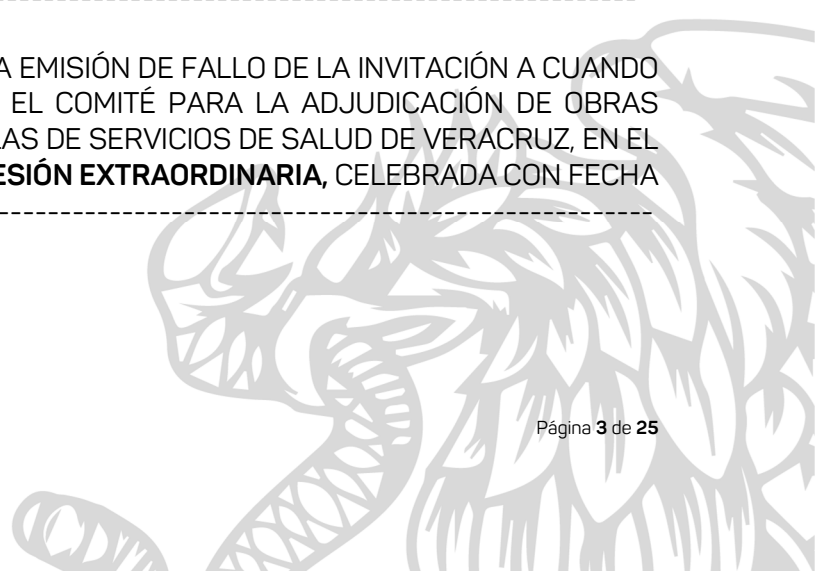 A EMISIÓN DE FALLO DE LA INVITACIÓN A CUANDO
EL COMITÉ PARA LA ADJUDICACIÓN DE OBRAS
AS DE SERVICIOS DE SALUD DE VERACRUZ, EN EL
ESIÓN EXTRAORDINARIA, CELEBRADA CON FECHA
Página 3 de 25